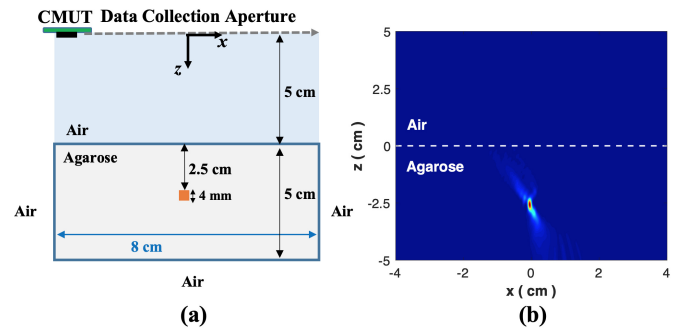 CMUT Data Collection Aperture
x
z
5 cm
Air
Agarose
2.5 cm
4 mm
5 cm
Air
Air
8 cm
Air
(a)
5
2.5
0
-2.5
-5
z ( cm )
Air
Agarose
-4
-2
0
2
4
x ( cm )
(b)